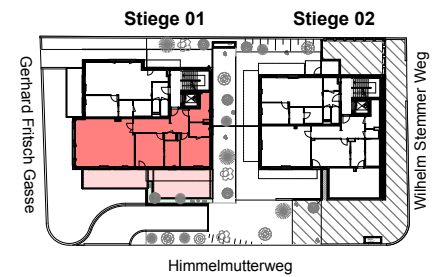 Stiege 01
Stiege 02
Gerhard Fritsch Gasse
Wilhelm Stemmer Weg
Himmelmutterweg